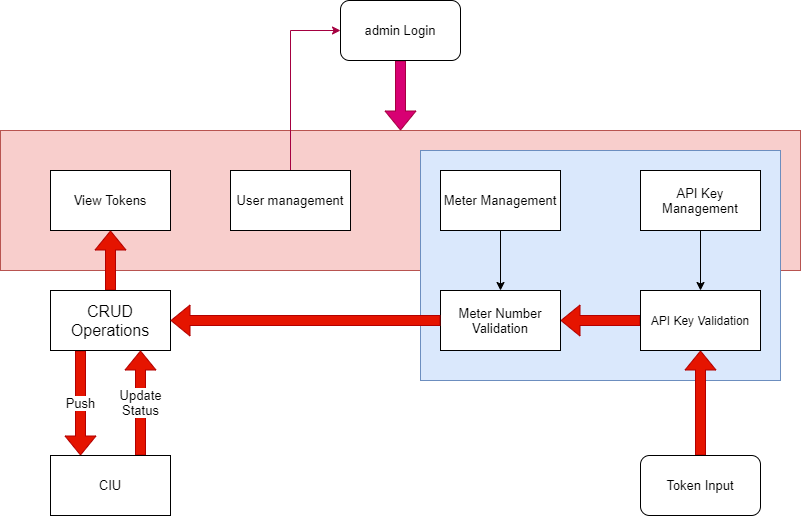 admin Login
View Tokens
User management
Meter Management
API Key
Management
CRUD
Operations
Meter Number
Validation
API Key Validation
Push
Update
Status
CIU
Token Input